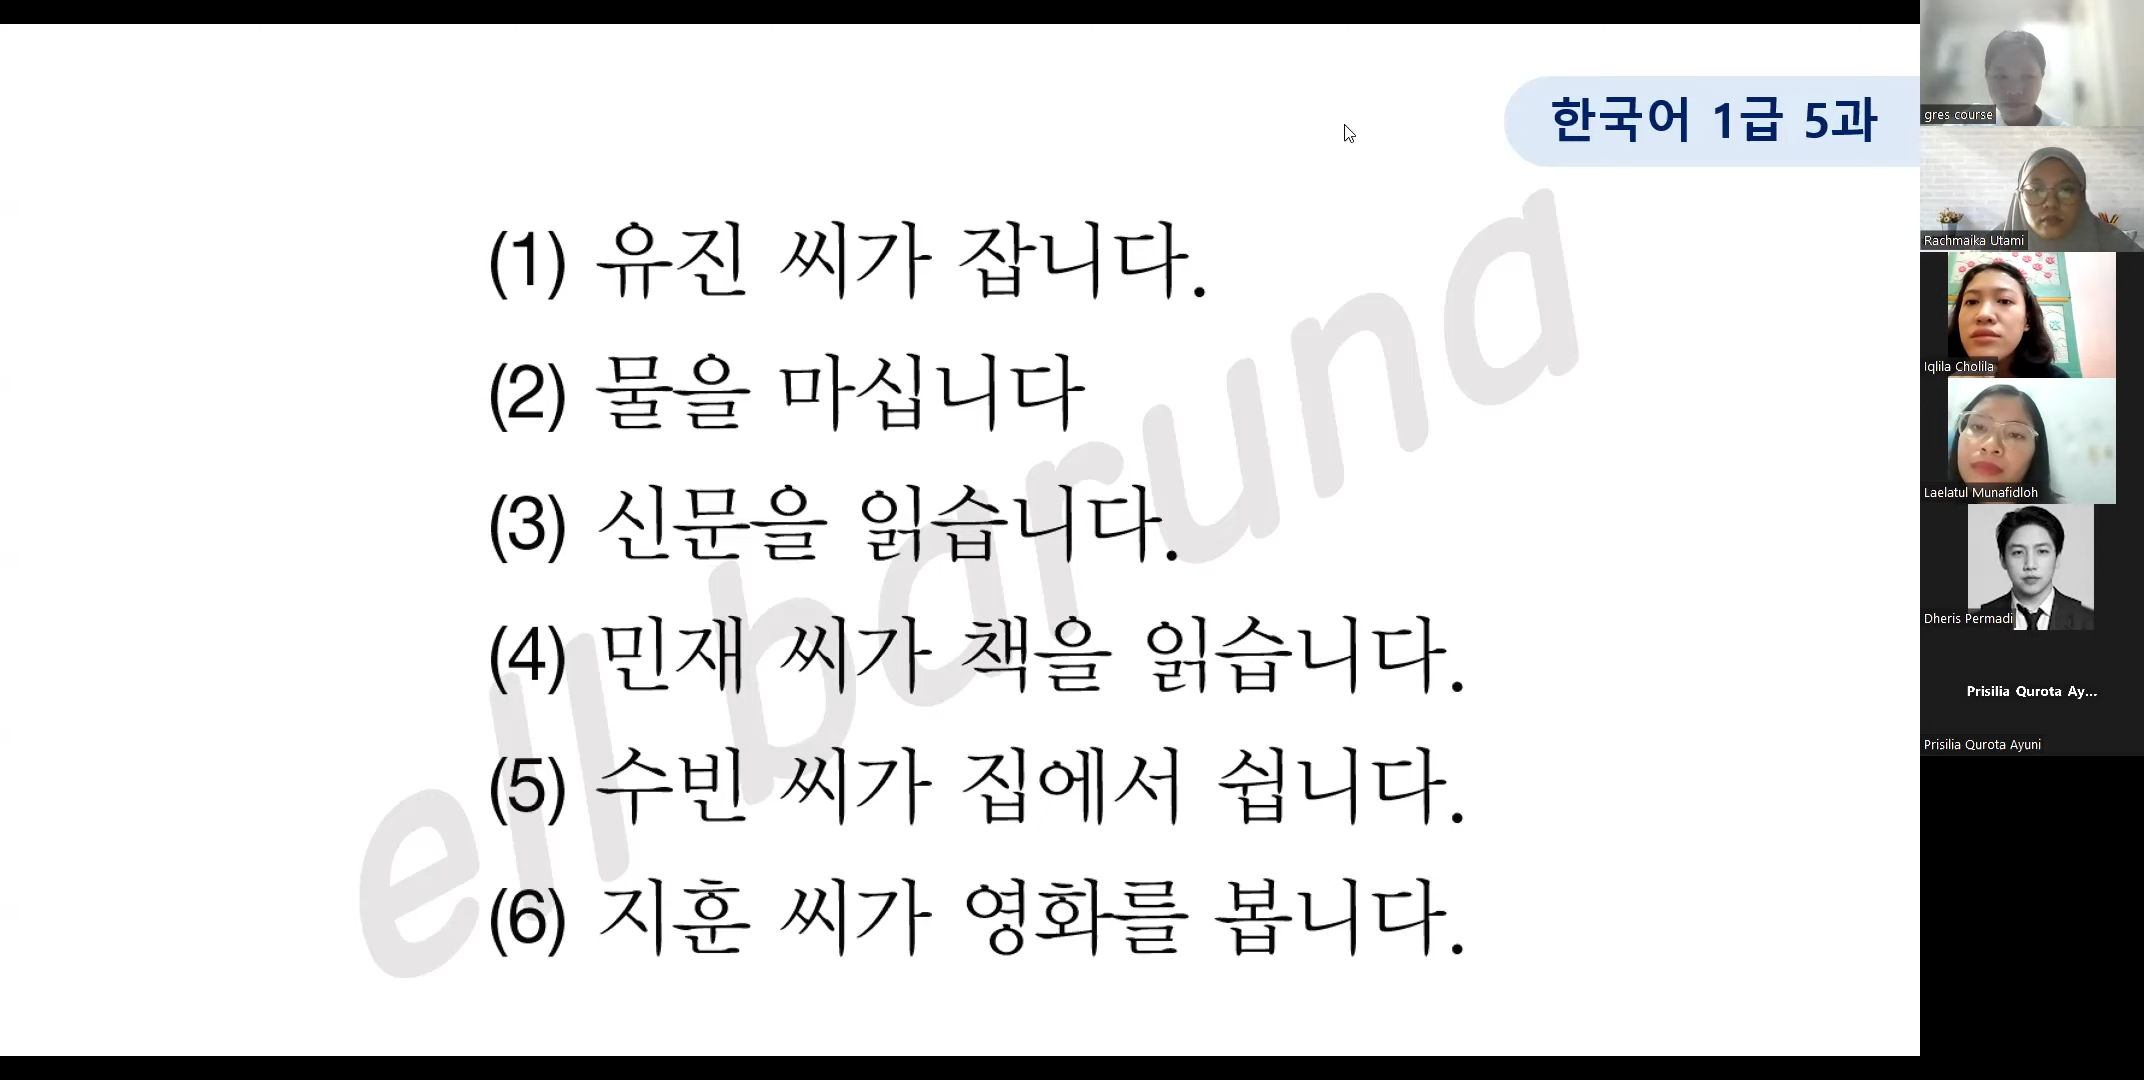 한국어 1급 5과
(1) 유진 씨가 잡니다.
(2) 물을 마십니다
(3) 신문을 읽습니다.
(4) 민재 씨가 책을 읽습니다.
(5) 수빈 씨가 집에서 쉽니다.
(6) 지훈 씨가 영화를 봅니다.
ell baruna
gres course
Rachmaika Utami
Iqlila Cholila
Laelatul Munafidloh
Dheris Permadi
Prisilia Qurota Ay...
Prisilia Qurota Ayuni